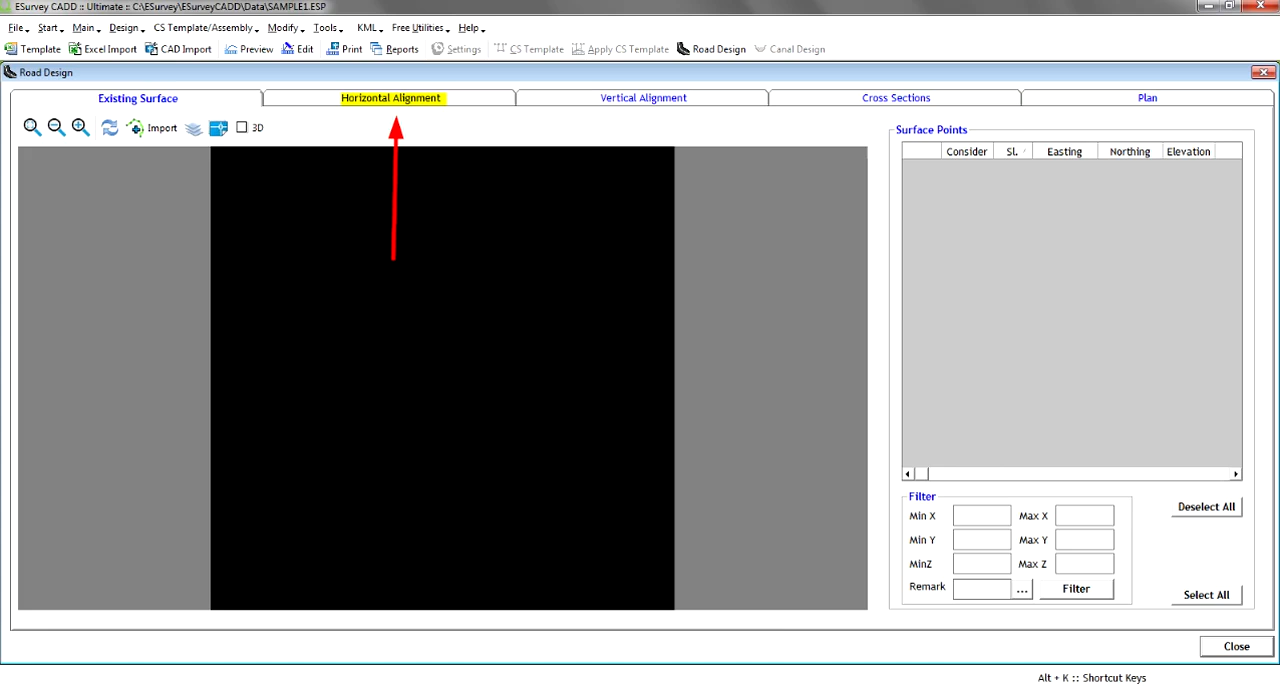 ESurvey CADD :: Ultimate :: C:\ESurvey\ESurveyCADD\Data\SAMPLE1.ESP
File Start Main Design CS Template/Assembly Modify Tools KML Free Utilities Help
Template Excel Import CAD Import Preview Edit Print Reports Settings CS Template Apply CS Template Road Design Canal Design
Road Design
Existing Surface Horizontal Alignment Vertical Alignment Cross Sections Plan
Import 3D
Surface Points
Consider Sl. Easting Northing Elevation
Filter
Min X Max X
Min Y Max Y
MinZ Max Z
Remark ... Filter
Deselect All
Select All
Close
Alt + K :: Shortcut Keys